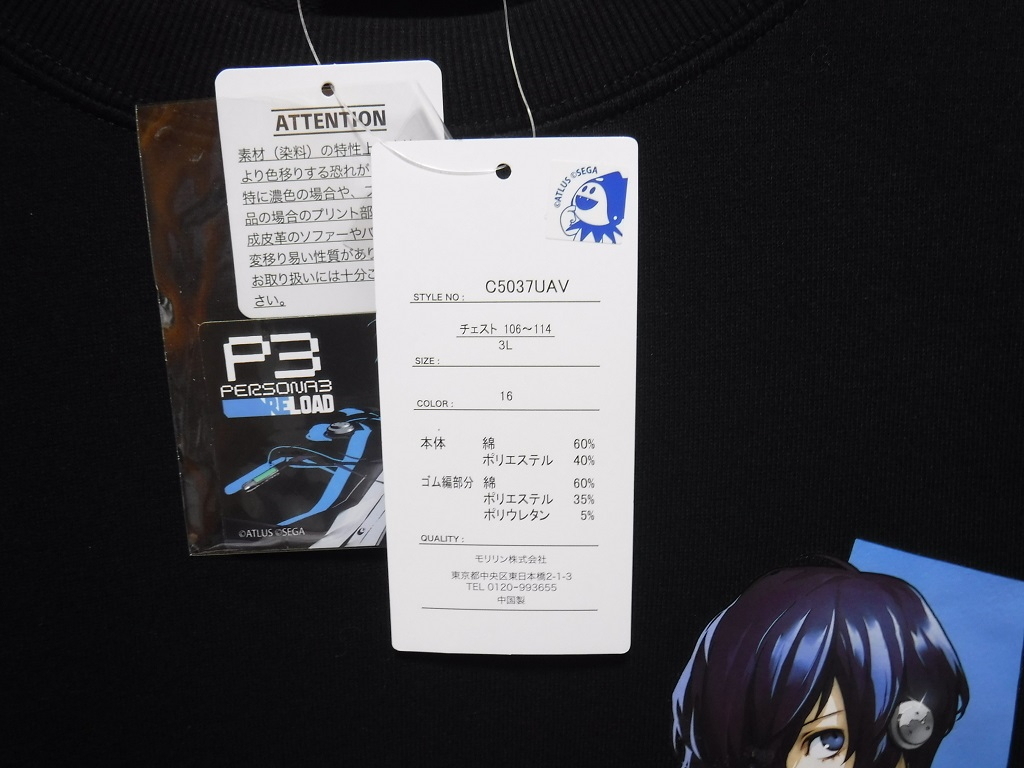 ATTENTION
素材（染料）の特性上
より色移りする恐れが
特に濃色の場合や、
品の場合のプリント部
成皮革のソファーや
変移り易い性質があり
お取り扱いには十分ご
さい。
P3
PERSONA3
RELOAD
©ATLUS ©SEGA
©ATLUS ©SEGA
STYLE NO : C5037UAV
チェスト 106～114
3L
SIZE :
16
COLOR :
本体 綿 60%
ポリエステル 40%
ゴム編部分 綿 60%
ポリエステル 35%
ポリウレタン 5%
QUALITY :
モリリン株式会社
東京都中央区東日本橋2-1-3
TEL 0120-993655
中国製